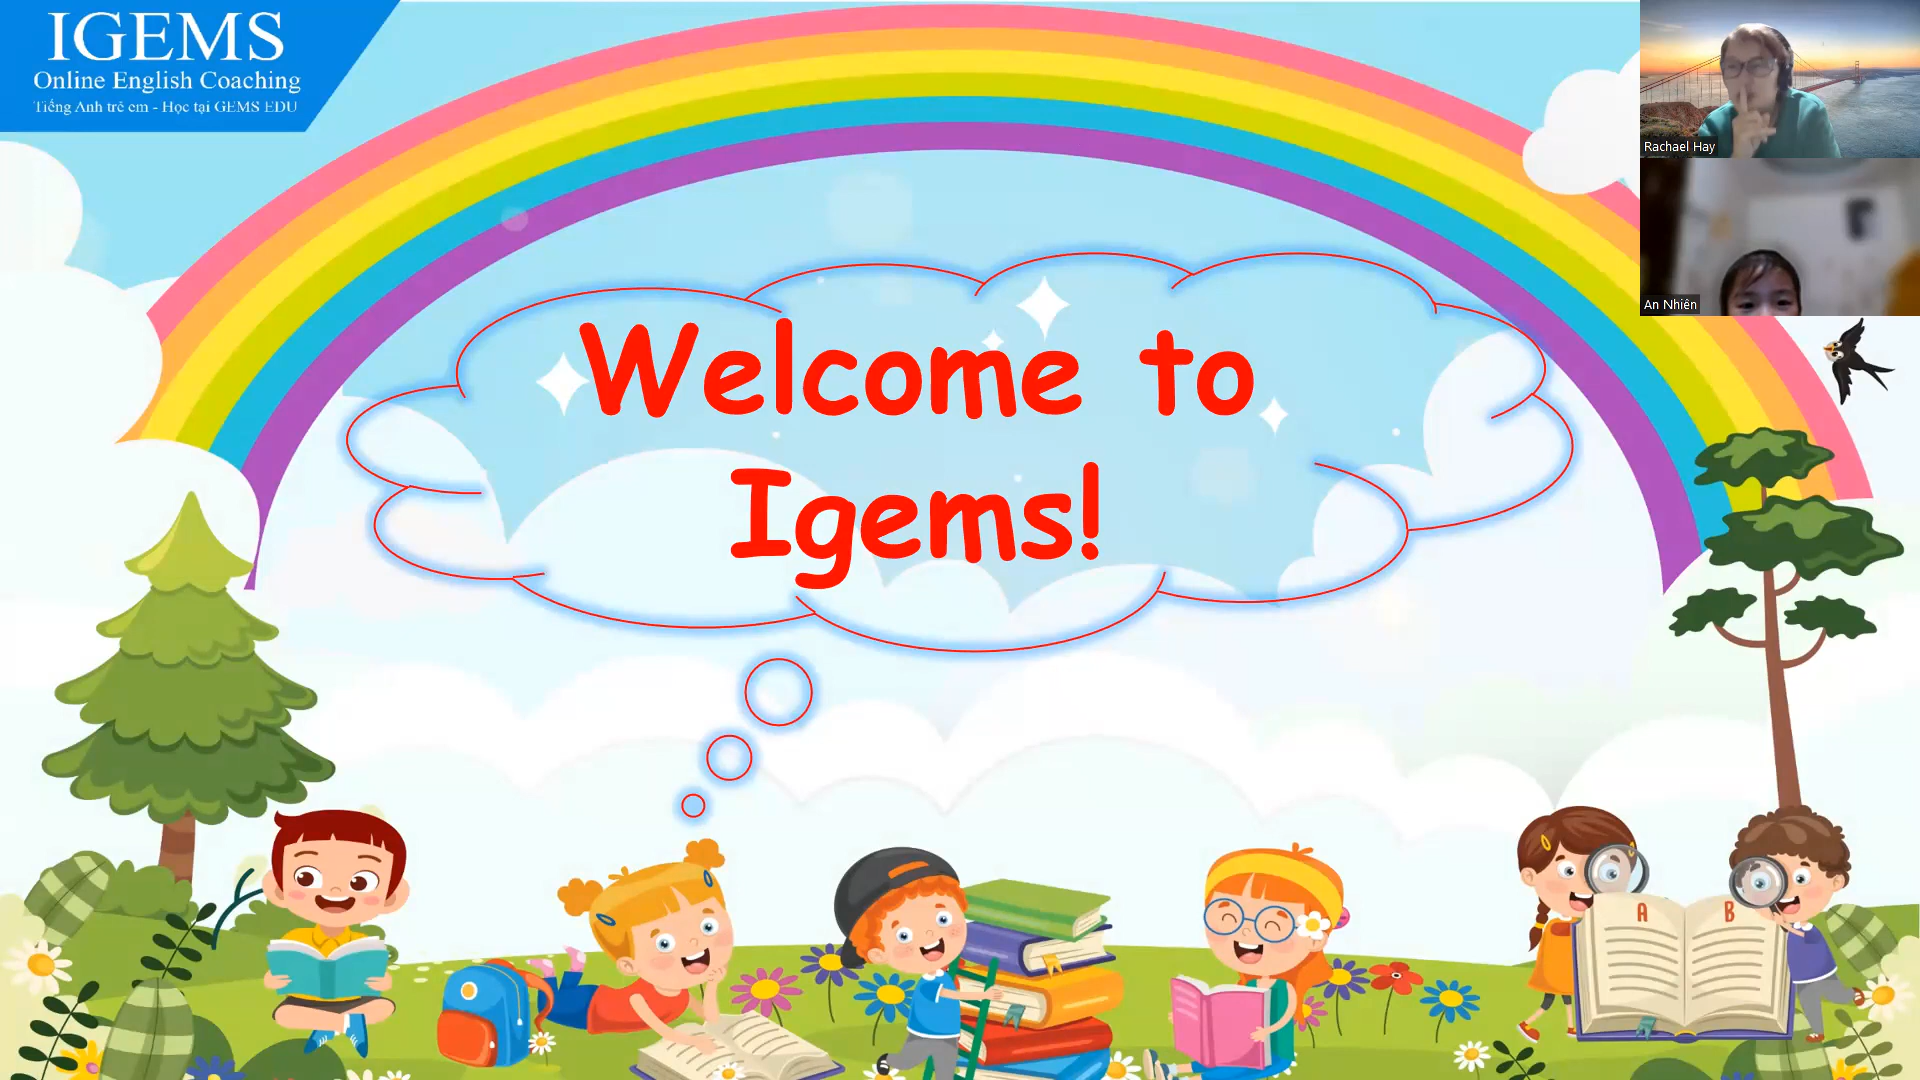 IGEMS
Online English Coaching
Tiếng Anh trẻ em - Học tại GEMS EDU
Rachael Hay
An Nhiên
Welcome to
Igems!
A B